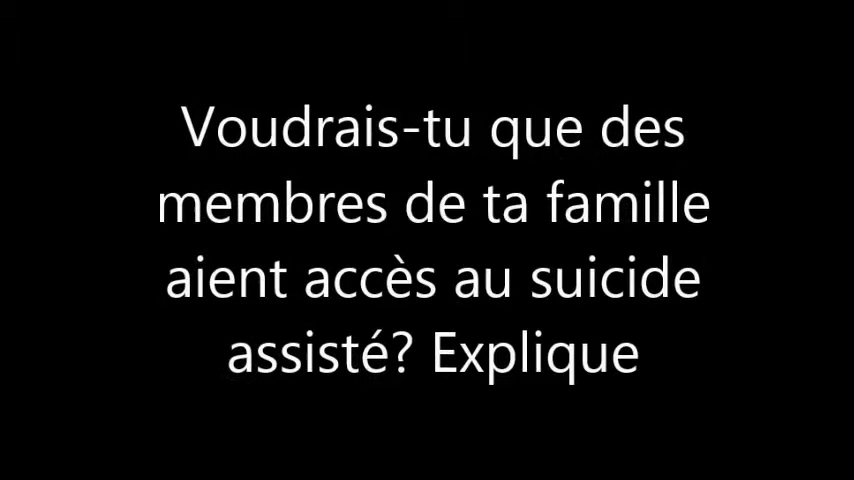 Voudrais-tu que des
membres de ta famille
aient accès au suicide
assisté? Explique